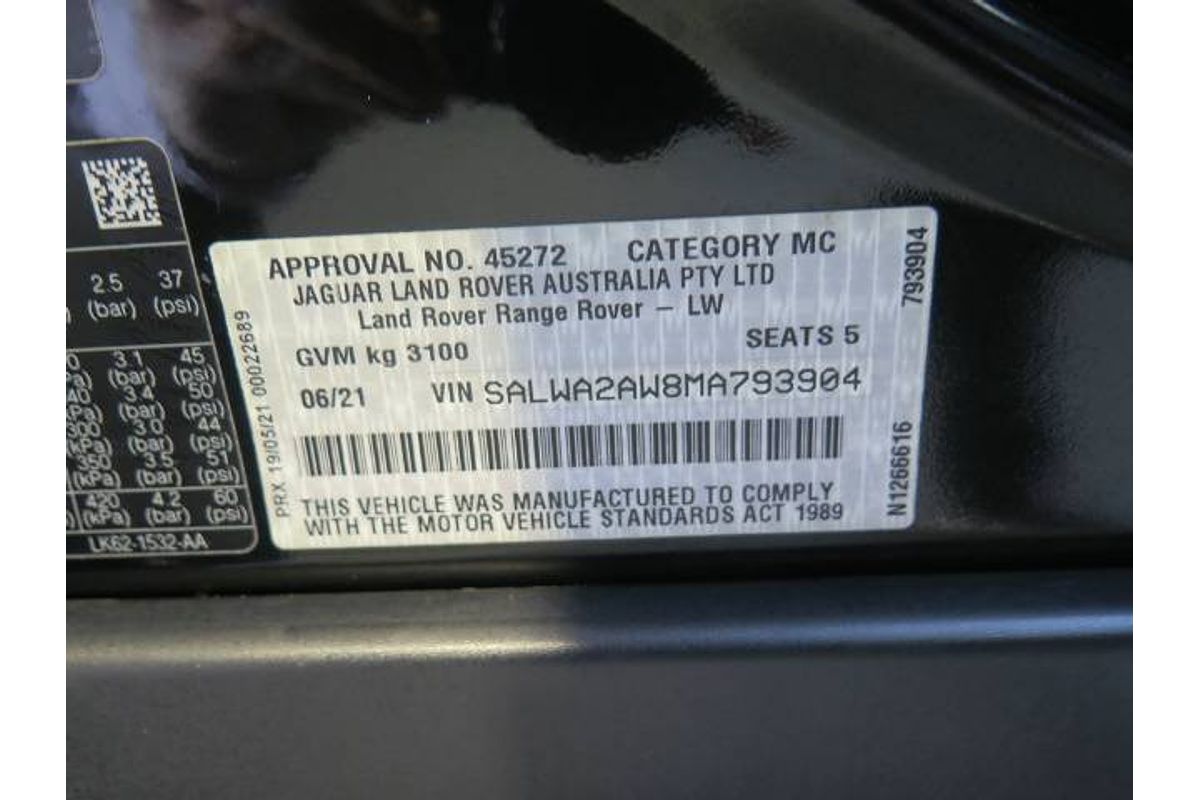 2.5 37
(bar) (psi)
3.1 45
3.4 50
(bar) (psi)
300 3.0 44
(kPa) (bar) (psi)
3.5 51
(kPa) (bar) (psi)
420 4.2 60
(kPa) (bar) (psi)
LK62-1532-AA
PRX 19/05/21 00022689
APPROVAL NO. 45272 CATEGORY MC
JAGUAR LAND ROVER AUSTRALIA PTY LTD
Land Rover Range Rover - LW
GVM kg 3100 SEATS 5
06/21 VIN SALWA2AW8MA793904
THIS VEHICLE WAS MANUFACTURED TO COMPLY
WITH THE MOTOR VEHICLE STANDARDS ACT 1989
793904
N1266616